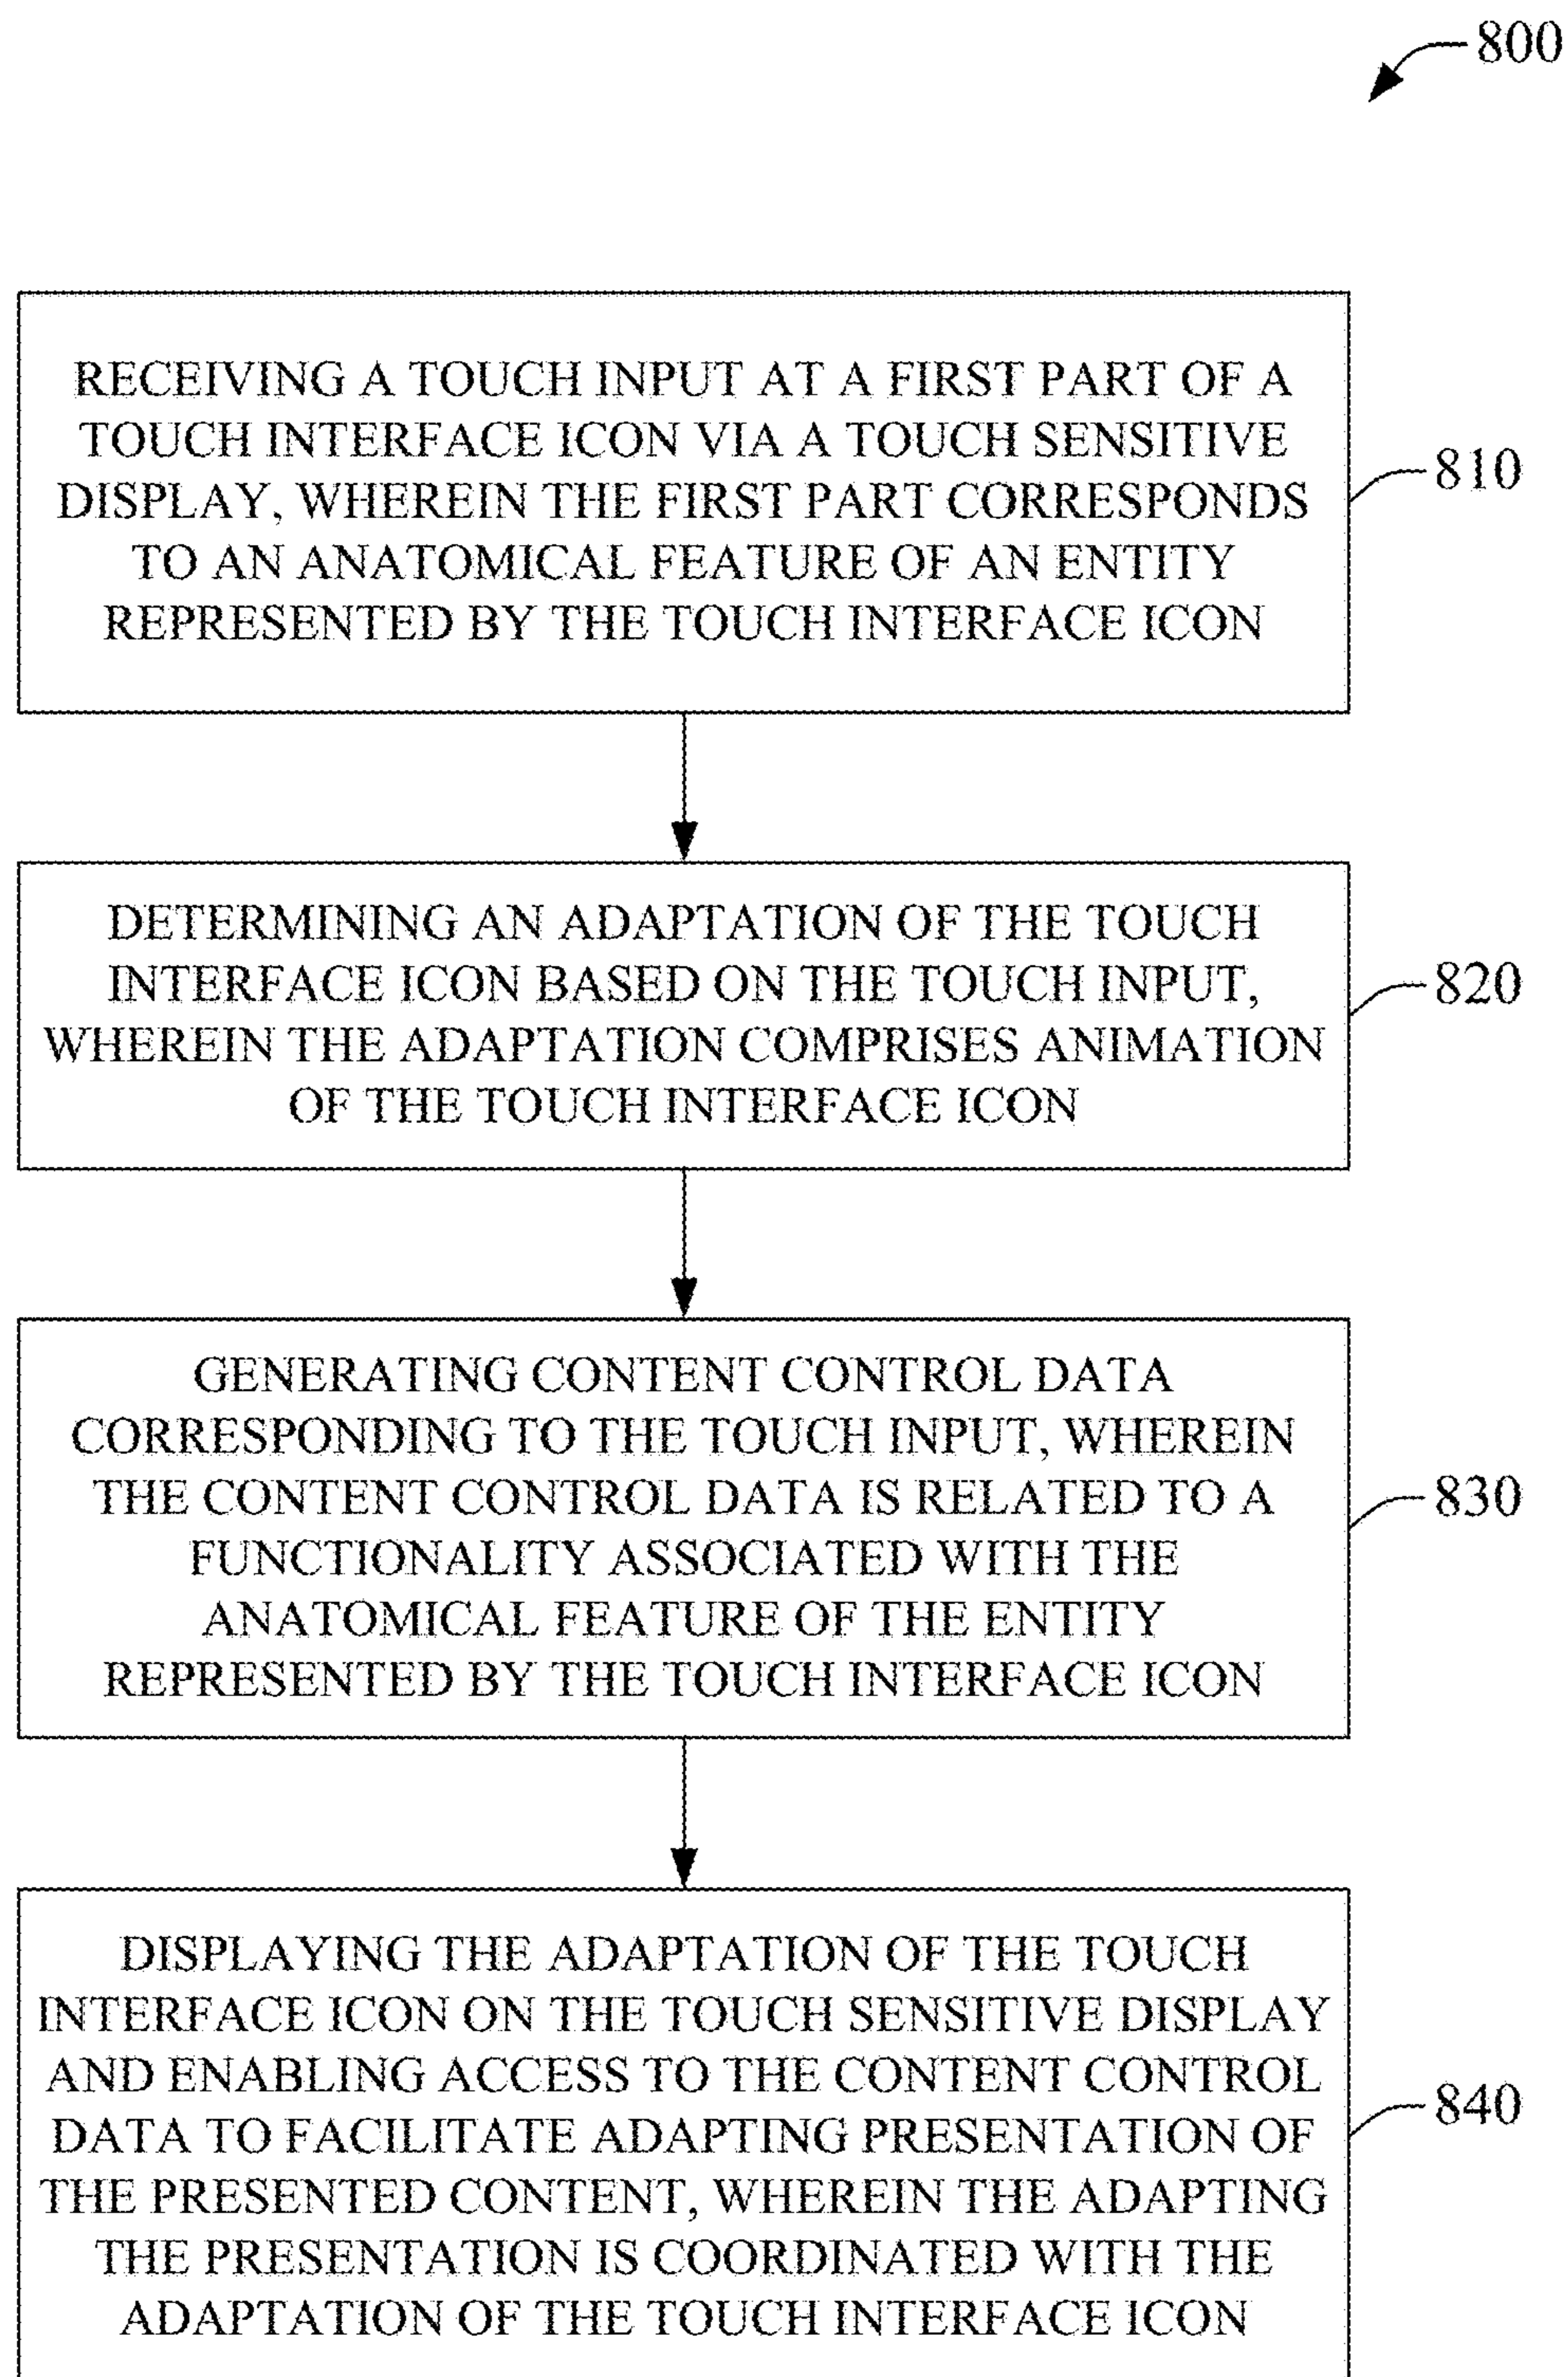 800
RECEIVING A TOUCH INPUT AT A FIRST PART OF A
TOUCH INTERFACE ICON VIA A TOUCH SENSITIVE
DISPLAY, WHEREIN THE FIRST PART CORRESPONDS
TO AN ANATOMICAL FEATURE OF AN ENTITY
REPRESENTED BY THE TOUCH INTERFACE ICON
810
DETERMINING AN ADAPTATION OF THE TOUCH
INTERFACE ICON BASED ON THE TOUCH INPUT,
WHEREIN THE ADAPTATION COMPRISES ANIMATION
OF THE TOUCH INTERFACE ICON
820
GENERATING CONTENT CONTROL DATA
CORRESPONDING TO THE TOUCH INPUT, WHEREIN
THE CONTENT CONTROL DATA IS RELATED TO A
FUNCTIONALITY ASSOCIATED WITH THE
ANATOMICAL FEATURE OF THE ENTITY
REPRESENTED BY THE TOUCH INTERFACE ICON
830
DISPLAYING THE ADAPTATION OF THE TOUCH
INTERFACE ICON ON THE TOUCH SENSITIVE DISPLAY
AND ENABLING ACCESS TO THE CONTENT CONTROL
DATA TO FACILITATE ADAPTING PRESENTATION OF
THE PRESENTED CONTENT, WHEREIN THE ADAPTING
THE PRESENTATION IS COORDINATED WITH THE
ADAPTATION OF THE TOUCH INTERFACE ICON
840